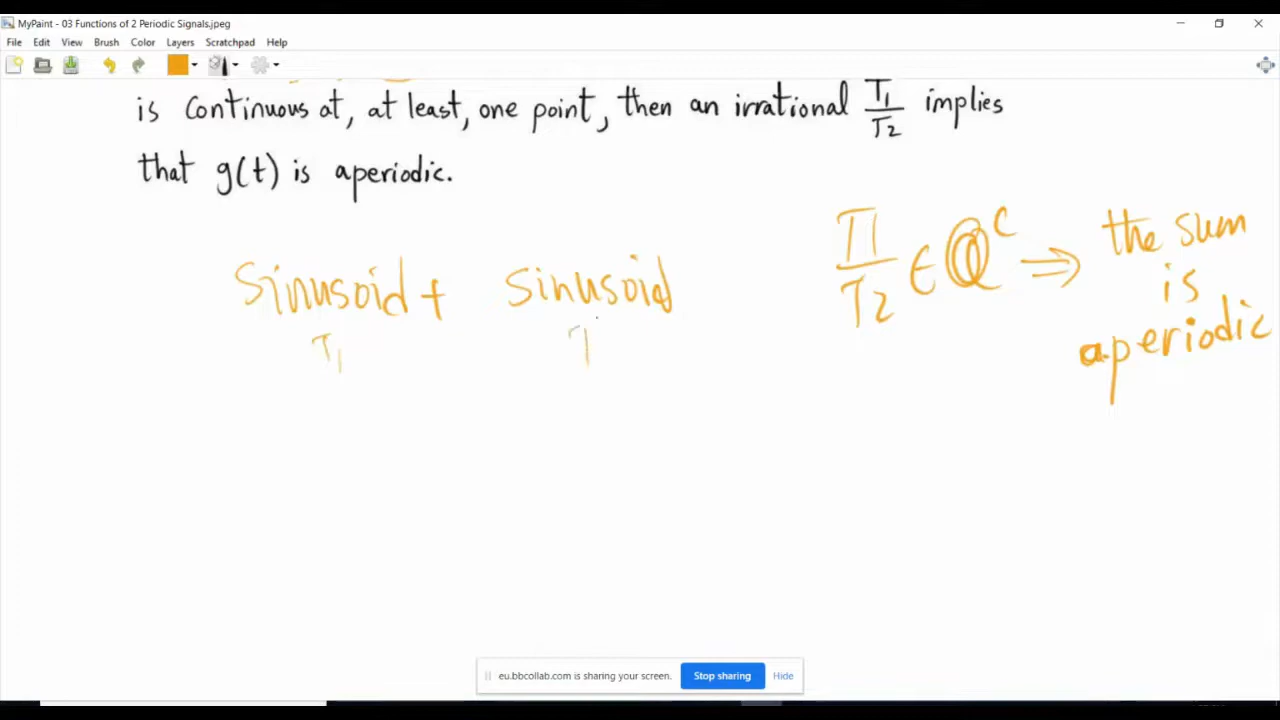 MyPaint - 03 Functions of 2 Periodic Signals.jpeg
File Edit View Brush Color Layers Scratchpad Help
is continuous at, at least, one point, then an irrational T1/T2 implies
that g(t) is aperiodic.
Sinusoid + sinusoid
T1 T
T1/T2 ∈ ℚ^c ⇒ the sum
is
aperiodic
eu.bbcollab.com is sharing your screen. Stop sharing Hide